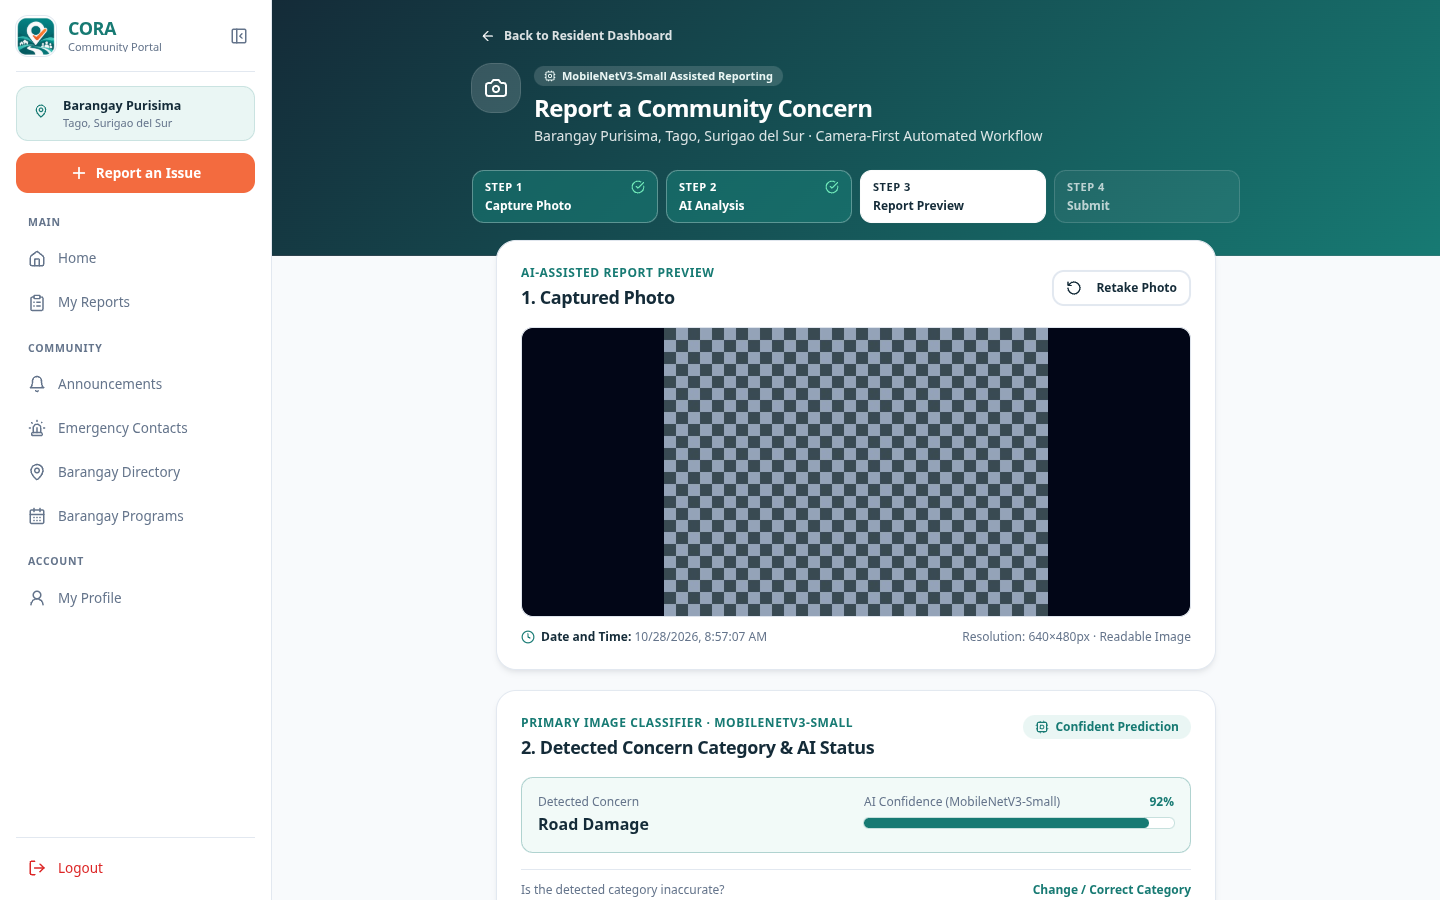 CORA
Community Portal
Barangay Purisima
Tago, Surigao del Sur
Report an Issue
MAIN
Home
My Reports
COMMUNITY
Announcements
Emergency Contacts
Barangay Directory
Barangay Programs
ACCOUNT
My Profile
Logout
Back to Resident Dashboard
MobileNetV3-Small Assisted Reporting
Report a Community Concern
Barangay Purisima, Tago, Surigao del Sur · Camera-First Automated Workflow
STEP 1
Capture Photo
STEP 2
AI Analysis
STEP 3
Report Preview
STEP 4
Submit
AI-ASSISTED REPORT PREVIEW
1. Captured Photo
Retake Photo
Date and Time: 10/28/2026, 8:57:07 AM
Resolution: 640×480px · Readable Image
PRIMARY IMAGE CLASSIFIER · MOBILENETV3-SMALL
2. Detected Concern Category & AI Status
Confident Prediction
Detected Concern
Road Damage
AI Confidence (MobileNetV3-Small) 92%
Is the detected category inaccurate?
Change / Correct Category